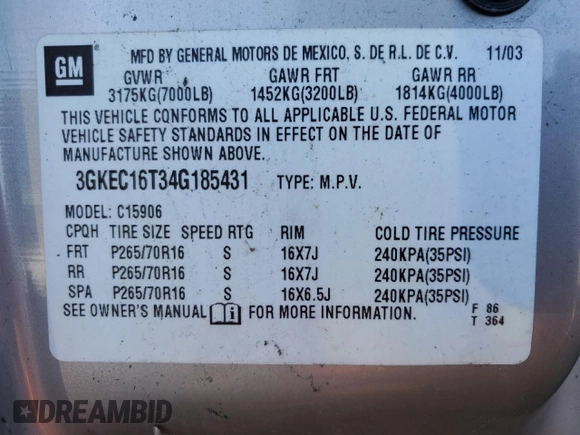 GM
MFD BY GENERAL MOTORS DE MEXICO, S. DE R.L. DE C.V. 11/03
GVWR GAWR FRT GAWR RR
3175KG(7000LB) 1452KG(3200LB) 1814KG(4000LB)
THIS VEHICLE CONFORMS TO ALL APPLICABLE U.S. FEDERAL MOTOR
VEHICLE SAFETY STANDARDS IN EFFECT ON THE DATE OF
MANUFACTURE SHOWN ABOVE.
3GKEC16T34G185431 TYPE: M.P.V.
MODEL: C15906
CPQH TIRE SIZE SPEED RTG RIM COLD TIRE PRESSURE
FRT P265/70R16 S 16X7J 240KPA(35PSI)
RR P265/70R16 S 16X7J 240KPA(35PSI)
SPA P265/70R16 S 16X6.5J 240KPA(35PSI)
SEE OWNER'S MANUAL i FOR MORE INFORMATION. F 86
T 364
DREAMBID